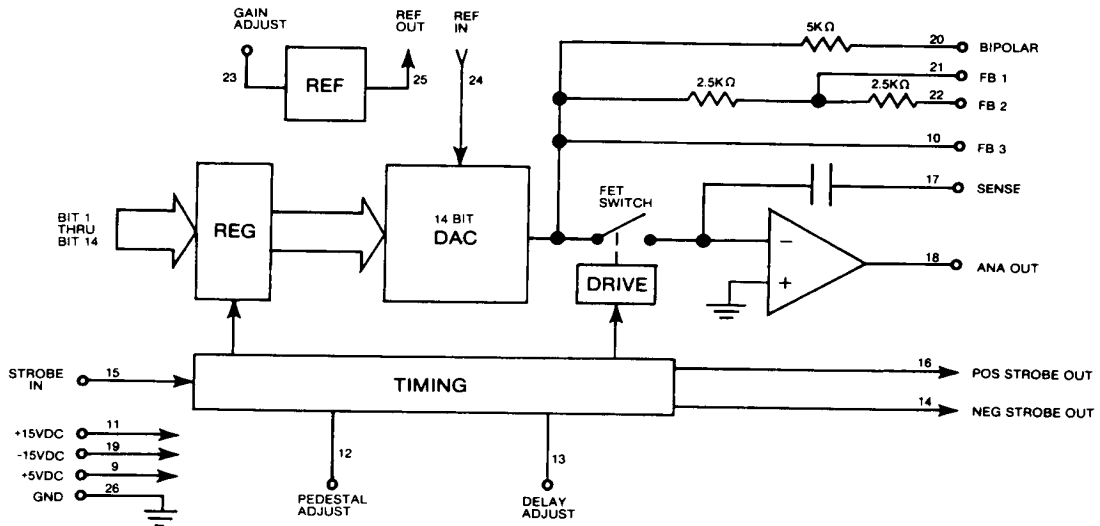 GAIN
ADJUST
REF
OUT
REF
IN
23
REF
25
24
5KΩ
20
BIPOLAR
21
FB 1
2.5KΩ
2.5KΩ
22
FB 2
10
FB 3
17
SENSE
FET
SWITCH
BIT 1
THRU
BIT 14
REG
14 BIT
DAC
−
+
18
ANA OUT
DRIVE
STROBE
IN
15
TIMING
16
POS STROBE OUT
14
NEG STROBE OUT
+15VDC
11
-15VDC
19
+5VDC
9
GND
26
12
PEDESTAL
ADJUST
13
DELAY
ADJUST